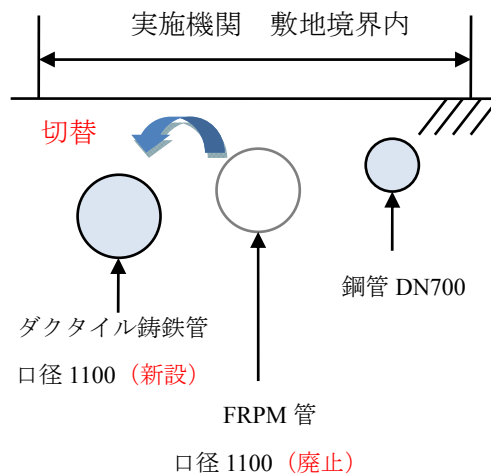 実施機関　敷地境界内
切替
鋼管 DN700
ダクタイル鋳鉄管
口径 1100（新設）
FRPM 管
口径 1100（廃止）